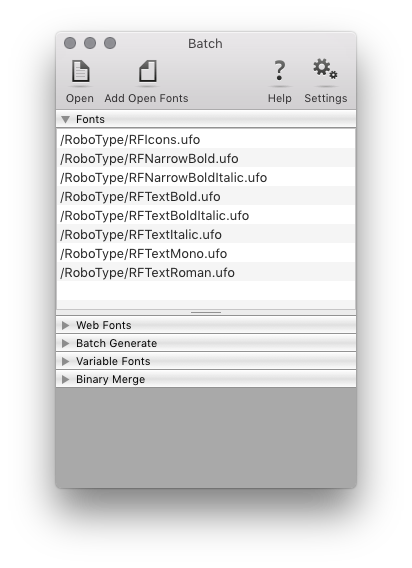 Batch
Open Add Open Fonts Help Settings
Fonts
/RoboType/RFIcons.ufo
/RoboType/RFNarrowBold.ufo
/RoboType/RFNarrowBoldItalic.ufo
/RoboType/RFTextBold.ufo
/RoboType/RFTextBoldItalic.ufo
/RoboType/RFTextItalic.ufo
/RoboType/RFTextMono.ufo
/RoboType/RFTextRoman.ufo
Web Fonts
Batch Generate
Variable Fonts
Binary Merge